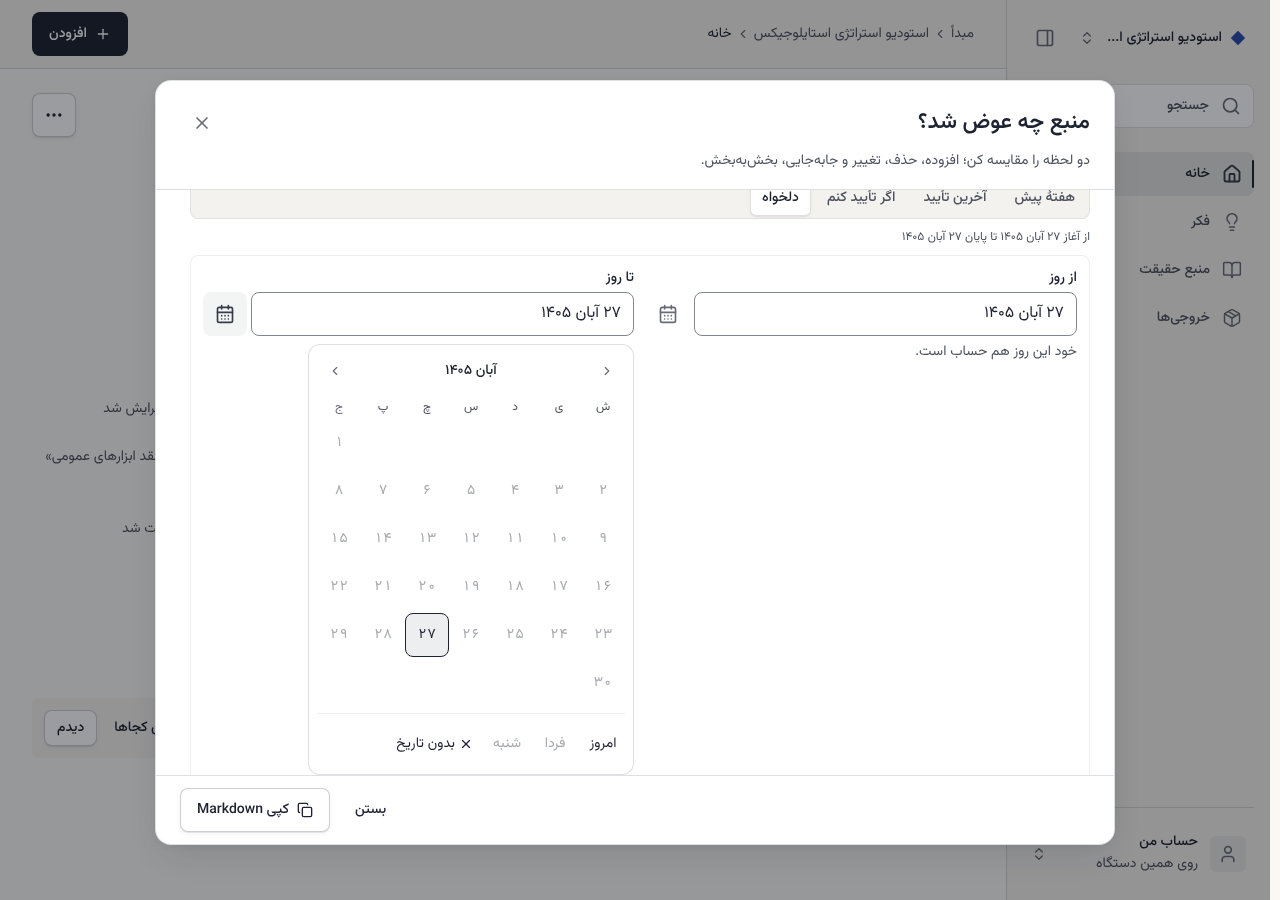 استودیو استراتژی ا...
جستجو
خانه
فکر
منبع حقیقت
خروجی‌ها
حساب من
روی همین دستگاه
مبدأ
استودیو استراتژی استایلوجیکس
خانه
افزودن
منبع چه عوض شد؟
دو لحظه را مقایسه کن؛ افزوده، حذف، تغییر و جابه‌جایی، بخش‌به‌بخش.
هفتهٔ پیش
آخرین تأیید
اگر تأیید کنم
دلخواه
از آغاز ۲۷ آبان ۱۴۰۵ تا پایان ۲۷ آبان ۱۴۰۵
از روز
۲۷ آبان ۱۴۰۵
خود این روز هم حساب است.
تا روز
۲۷ آبان ۱۴۰۵
آبان ۱۴۰۵
ش ی د س چ پ ج
۱
۲ ۳ ۴ ۵ ۶ ۷ ۸
۹ ۱۰ ۱۱ ۱۲ ۱۳ ۱۴ ۱۵
۱۶ ۱۷ ۱۸ ۱۹ ۲۰ ۲۱ ۲۲
۲۳ ۲۴ ۲۵ ۲۶ ۲۷ ۲۸ ۲۹
۳۰
امروز
فردا
شنبه
بدون تاریخ
بستن
کپی Markdown
شد
ابزارهای عمومی»
شد
کجاها
دیدم